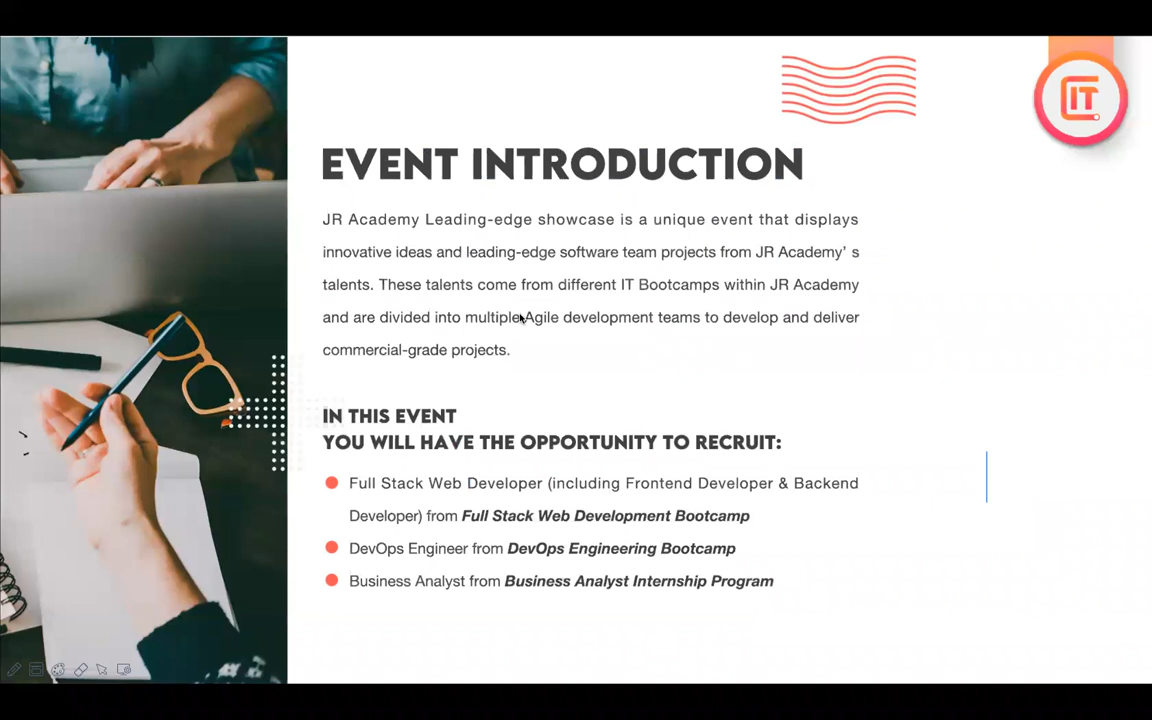 IT
EVENT INTRODUCTION
JR Academy Leading-edge showcase is a unique event that displays
innovative ideas and leading-edge software team projects from JR Academy’ s
talents. These talents come from different IT Bootcamps within JR Academy
and are divided into multiple Agile development teams to develop and deliver
commercial-grade projects.
IN THIS EVENT
YOU WILL HAVE THE OPPORTUNITY TO RECRUIT:
Full Stack Web Developer (including Frontend Developer & Backend
Developer) from Full Stack Web Development Bootcamp
DevOps Engineer from DevOps Engineering Bootcamp
Business Analyst from Business Analyst Internship Program